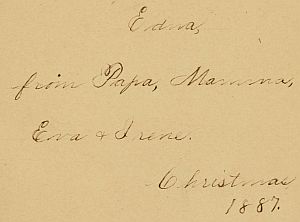 Edna,
from Papa, Mamma,
Eva & Irene.
Christmas
1887.